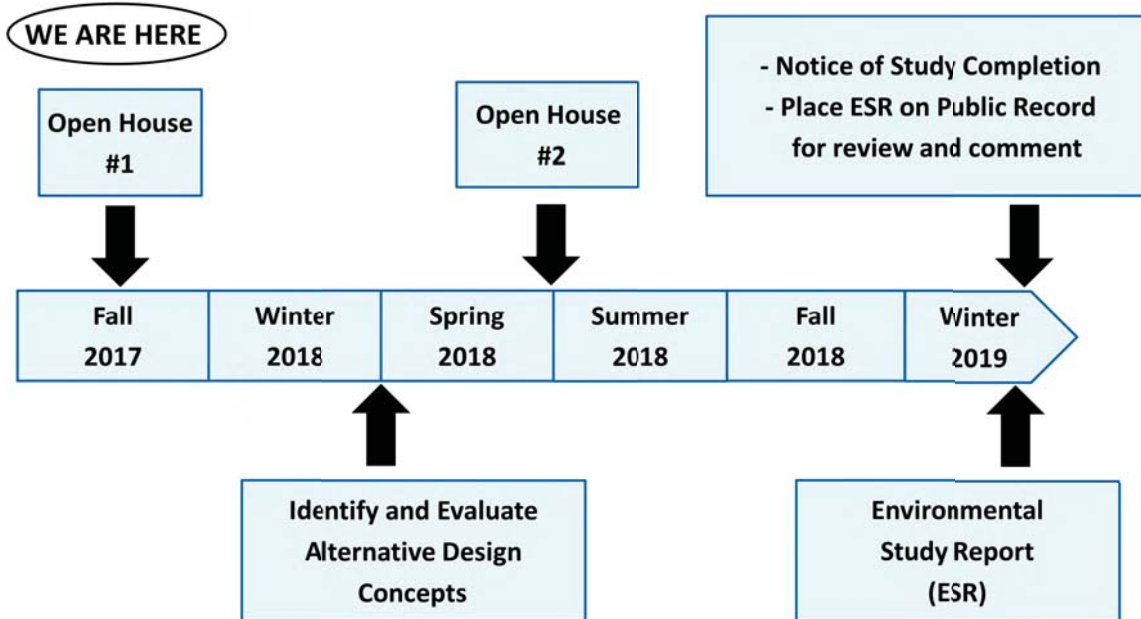 WE ARE HERE
Open House
#1
Open House
#2
- Notice of Study Completion
- Place ESR on Public Record
for review and comment
Fall
2017
Winter
2018
Spring
2018
Summer
2018
Fall
2018
Winter
2019
Identify and Evaluate
Alternative Design
Concepts
Environmental
Study Report
(ESR)